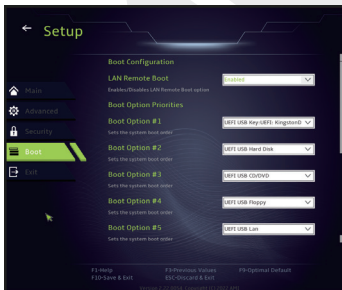 Setup
Boot Configuration
LAN Remote Boot
Enabled
Enables/Disables LAN Remote Boot option
Boot Option Priorities
Boot Option #1
UEFI USB Key:UEFI: KingstonD
Sets the system boot order
Boot Option #2
UEFI USB Hard Disk
Sets the system boot order
Boot Option #3
UEFI USB CD/DVD
Sets the system boot order
Boot Option #4
UEFI USB Floppy
Sets the system boot order
Boot Option #5
UEFI USB Lan
Sets the system boot order
Main
Advanced
Security
Boot
Exit
F1-Help
F3-Previous Values
F9-Optimal Default
F10-Save & Exit
ESC-Discard & Exit